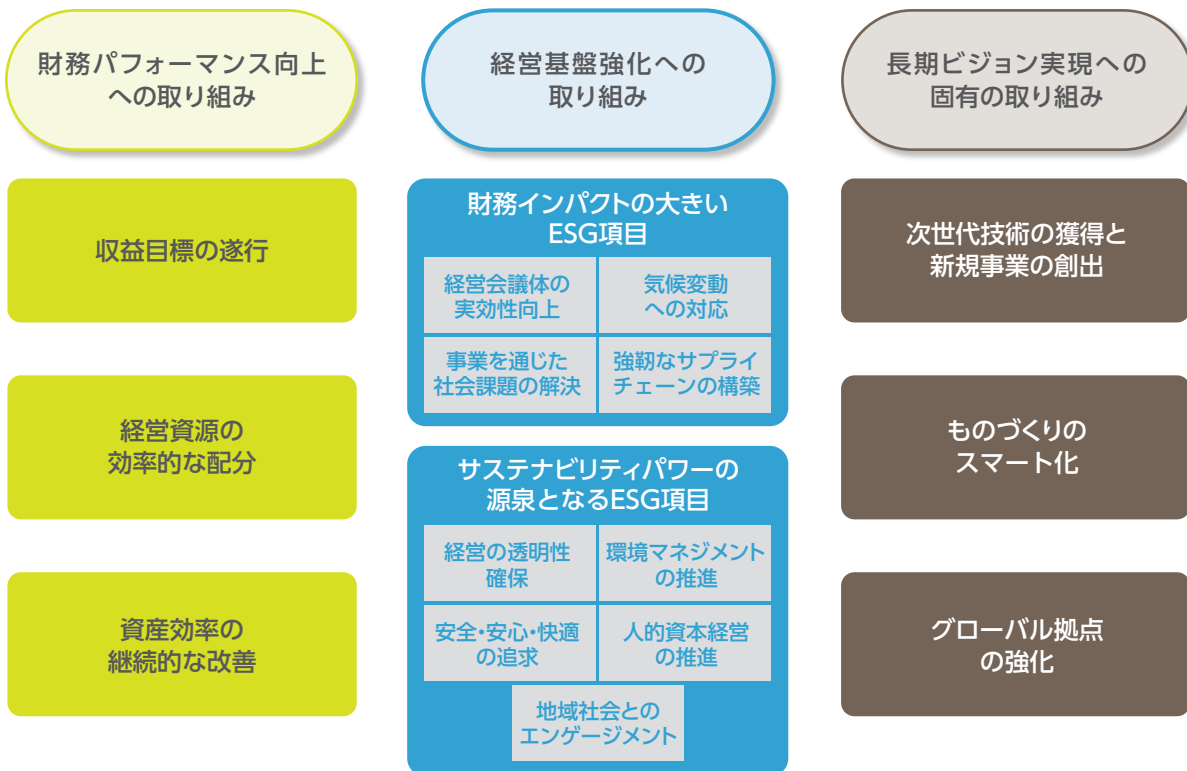 財務パフォーマンス向上
への取り組み
収益目標の遂行
経営資源の
効率的な配分
資産効率の
継続的な改善
経営基盤強化への
取り組み
財務インパクトの大きい
ESG項目
経営会議体の
実効性向上
気候変動
への対応
事業を通じた
社会課題の解決
強靭なサプライ
チェーンの構築
サステナビリティパワーの
源泉となるESG項目
経営の透明性
確保
環境マネジメント
の推進
安全・安心・快適
の追求
人的資本経営
の推進
地域社会との
エンゲージメント
長期ビジョン実現への
固有の取り組み
次世代技術の獲得と
新規事業の創出
ものづくりの
スマート化
グローバル拠点
の強化